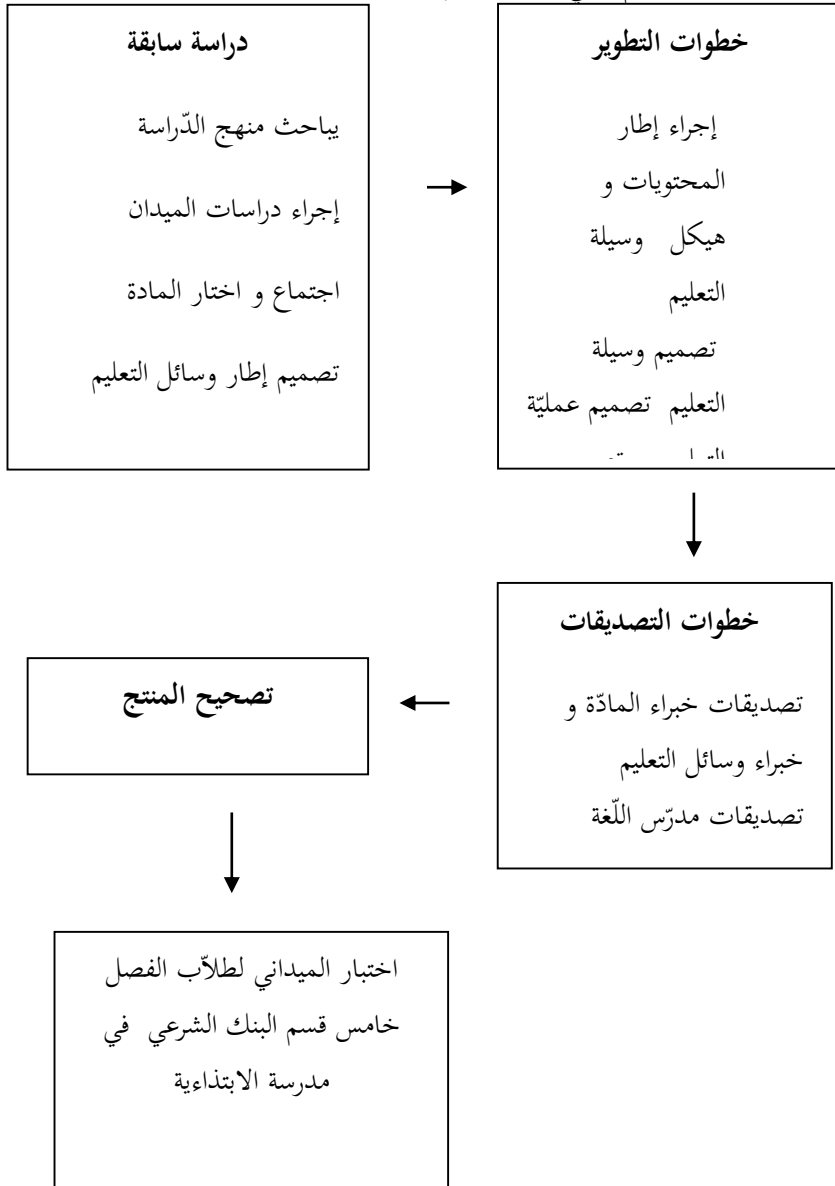 دراسة سابقة
يباحث منهج الدّراسة
إجراء دراسات الميدان
اجتماع و اختار المادة
تصميم إطار وسائل التعليم
خطوات التطوير
إجراء إطار
المحتويات و
هيكل وسيلة
التعليم
تصميم وسيلة
التعليم تصميم عمليّة
خطوات التصديقات
تصديقات خبراء المادّة و
خبراء وسائل التعليم
تصديقات مدرّس اللّغة
تصحيح المنتج
اختبار الميداني لطلاّب الفصل
خامس قسم البنك الشرعي في
مدرسة الابتذاءية